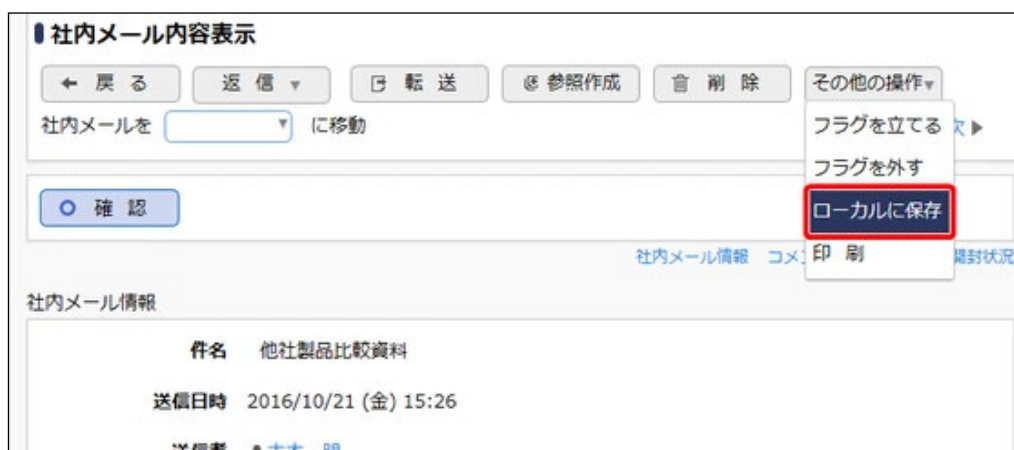 社内メール内容表示
戻る 返信 転送 参照作成 削除 その他の操作
社内メールを に移動
フラグを立てる
フラグを外す
ローカルに保存
印刷
確認
社内メール情報 開封状況
社内メール情報
件名 他社製品比較資料
送信日時 2016/10/21 (金) 15:26